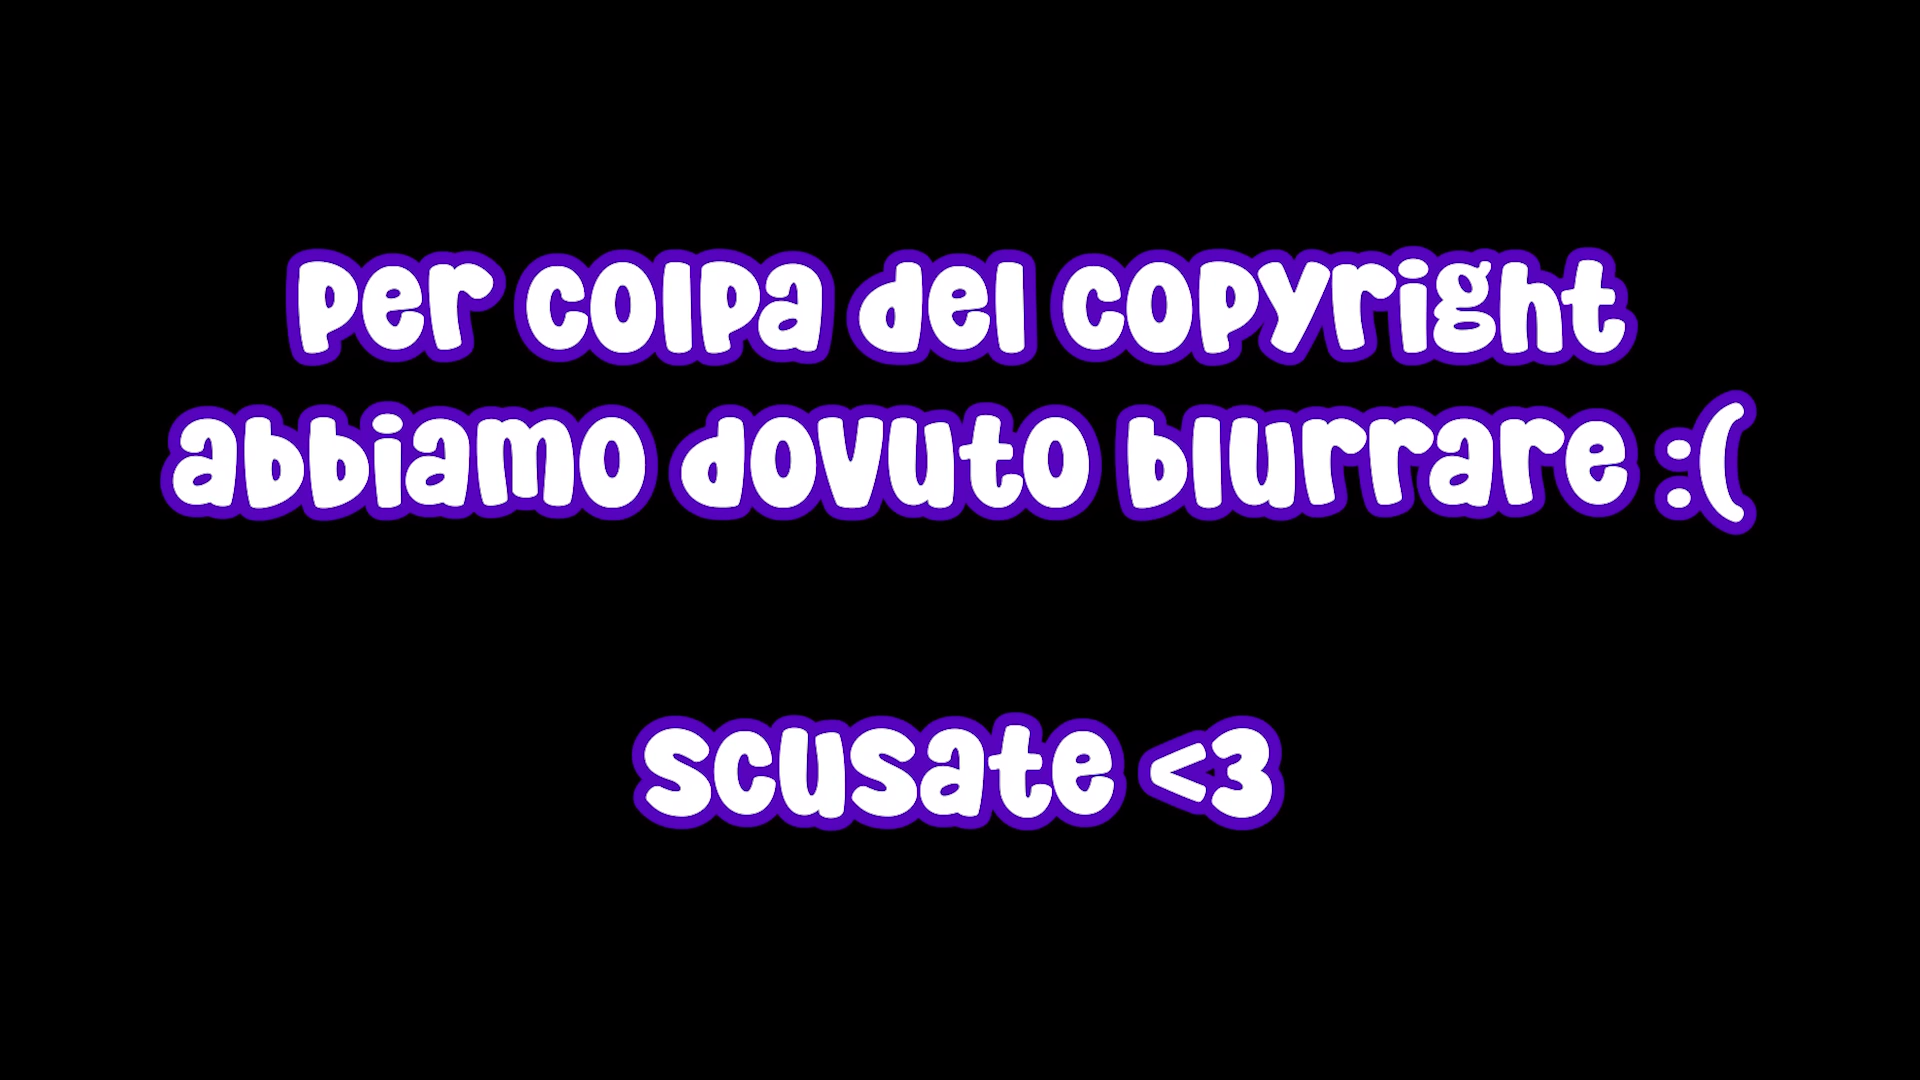 per colpa del copyright
abbiamo dovuto blurrare :(
scusate <3